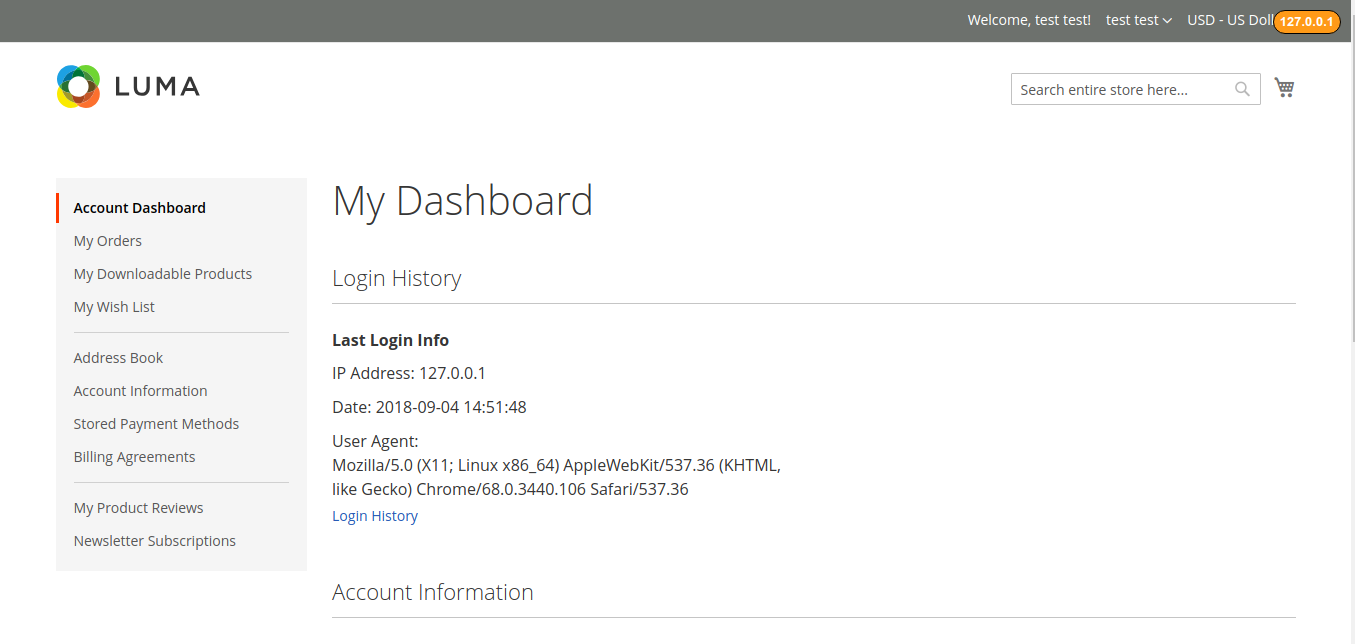 Welcome, test test! test test USD - US Doll
127.0.0.1
LUMA
Search entire store here...
Account Dashboard
My Orders
My Downloadable Products
My Wish List
Address Book
Account Information
Stored Payment Methods
Billing Agreements
My Product Reviews
Newsletter Subscriptions
My Dashboard
Login History
Last Login Info
IP Address: 127.0.0.1
Date: 2018-09-04 14:51:48
User Agent:
Mozilla/5.0 (X11; Linux x86_64) AppleWebKit/537.36 (KHTML,
like Gecko) Chrome/68.0.3440.106 Safari/537.36
Login History
Account Information